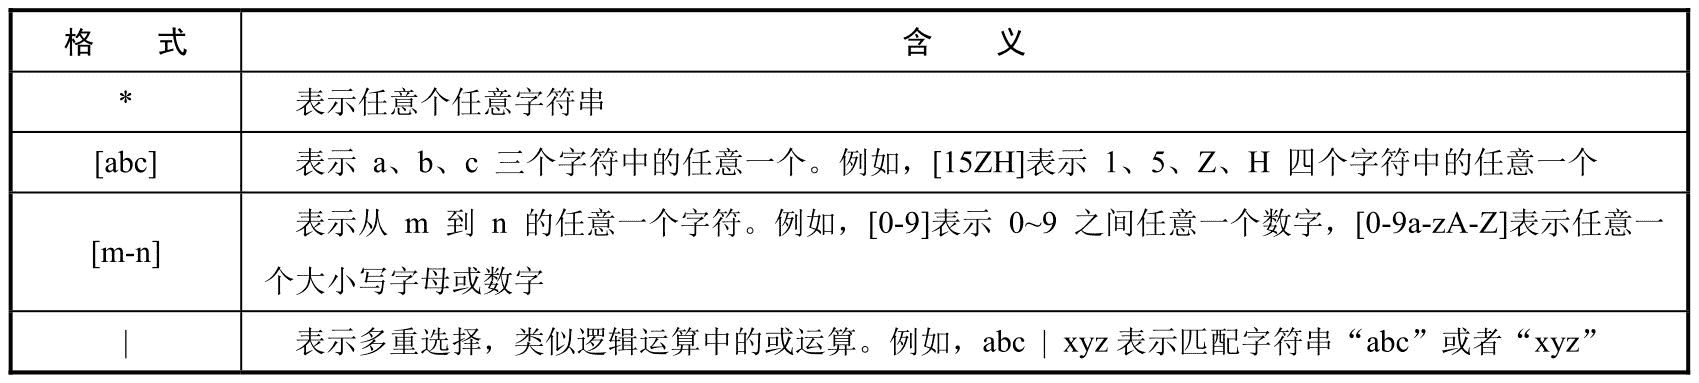 格 式 含 义
* 表示任意个任意字符串
[abc] 表示 a、b、c 三个字符中的任意一个。例如，[15ZH]表示 1、5、Z、H 四个字符中的任意一个
[m-n] 表示从 m 到 n 的任意一个字符。例如，[0-9]表示 0~9 之间任意一个数字，[0-9a-zA-Z]表示任意一
个大小写字母或数字
| 表示多重选择，类似逻辑运算中的或运算。例如，abc | xyz 表示匹配字符串“abc”或者“xyz”